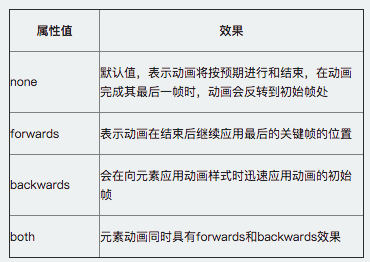 属性值 效果
none 默认值，表示动画将按预期进行和结束，在动画
完成其最后一帧时，动画会反转到初始帧处
forwards 表示动画在结束后继续应用最后的关键帧的位置
backwards 会在向元素应用动画样式时迅速应用动画的初始
帧
both 元素动画同时具有forwards和backwards效果